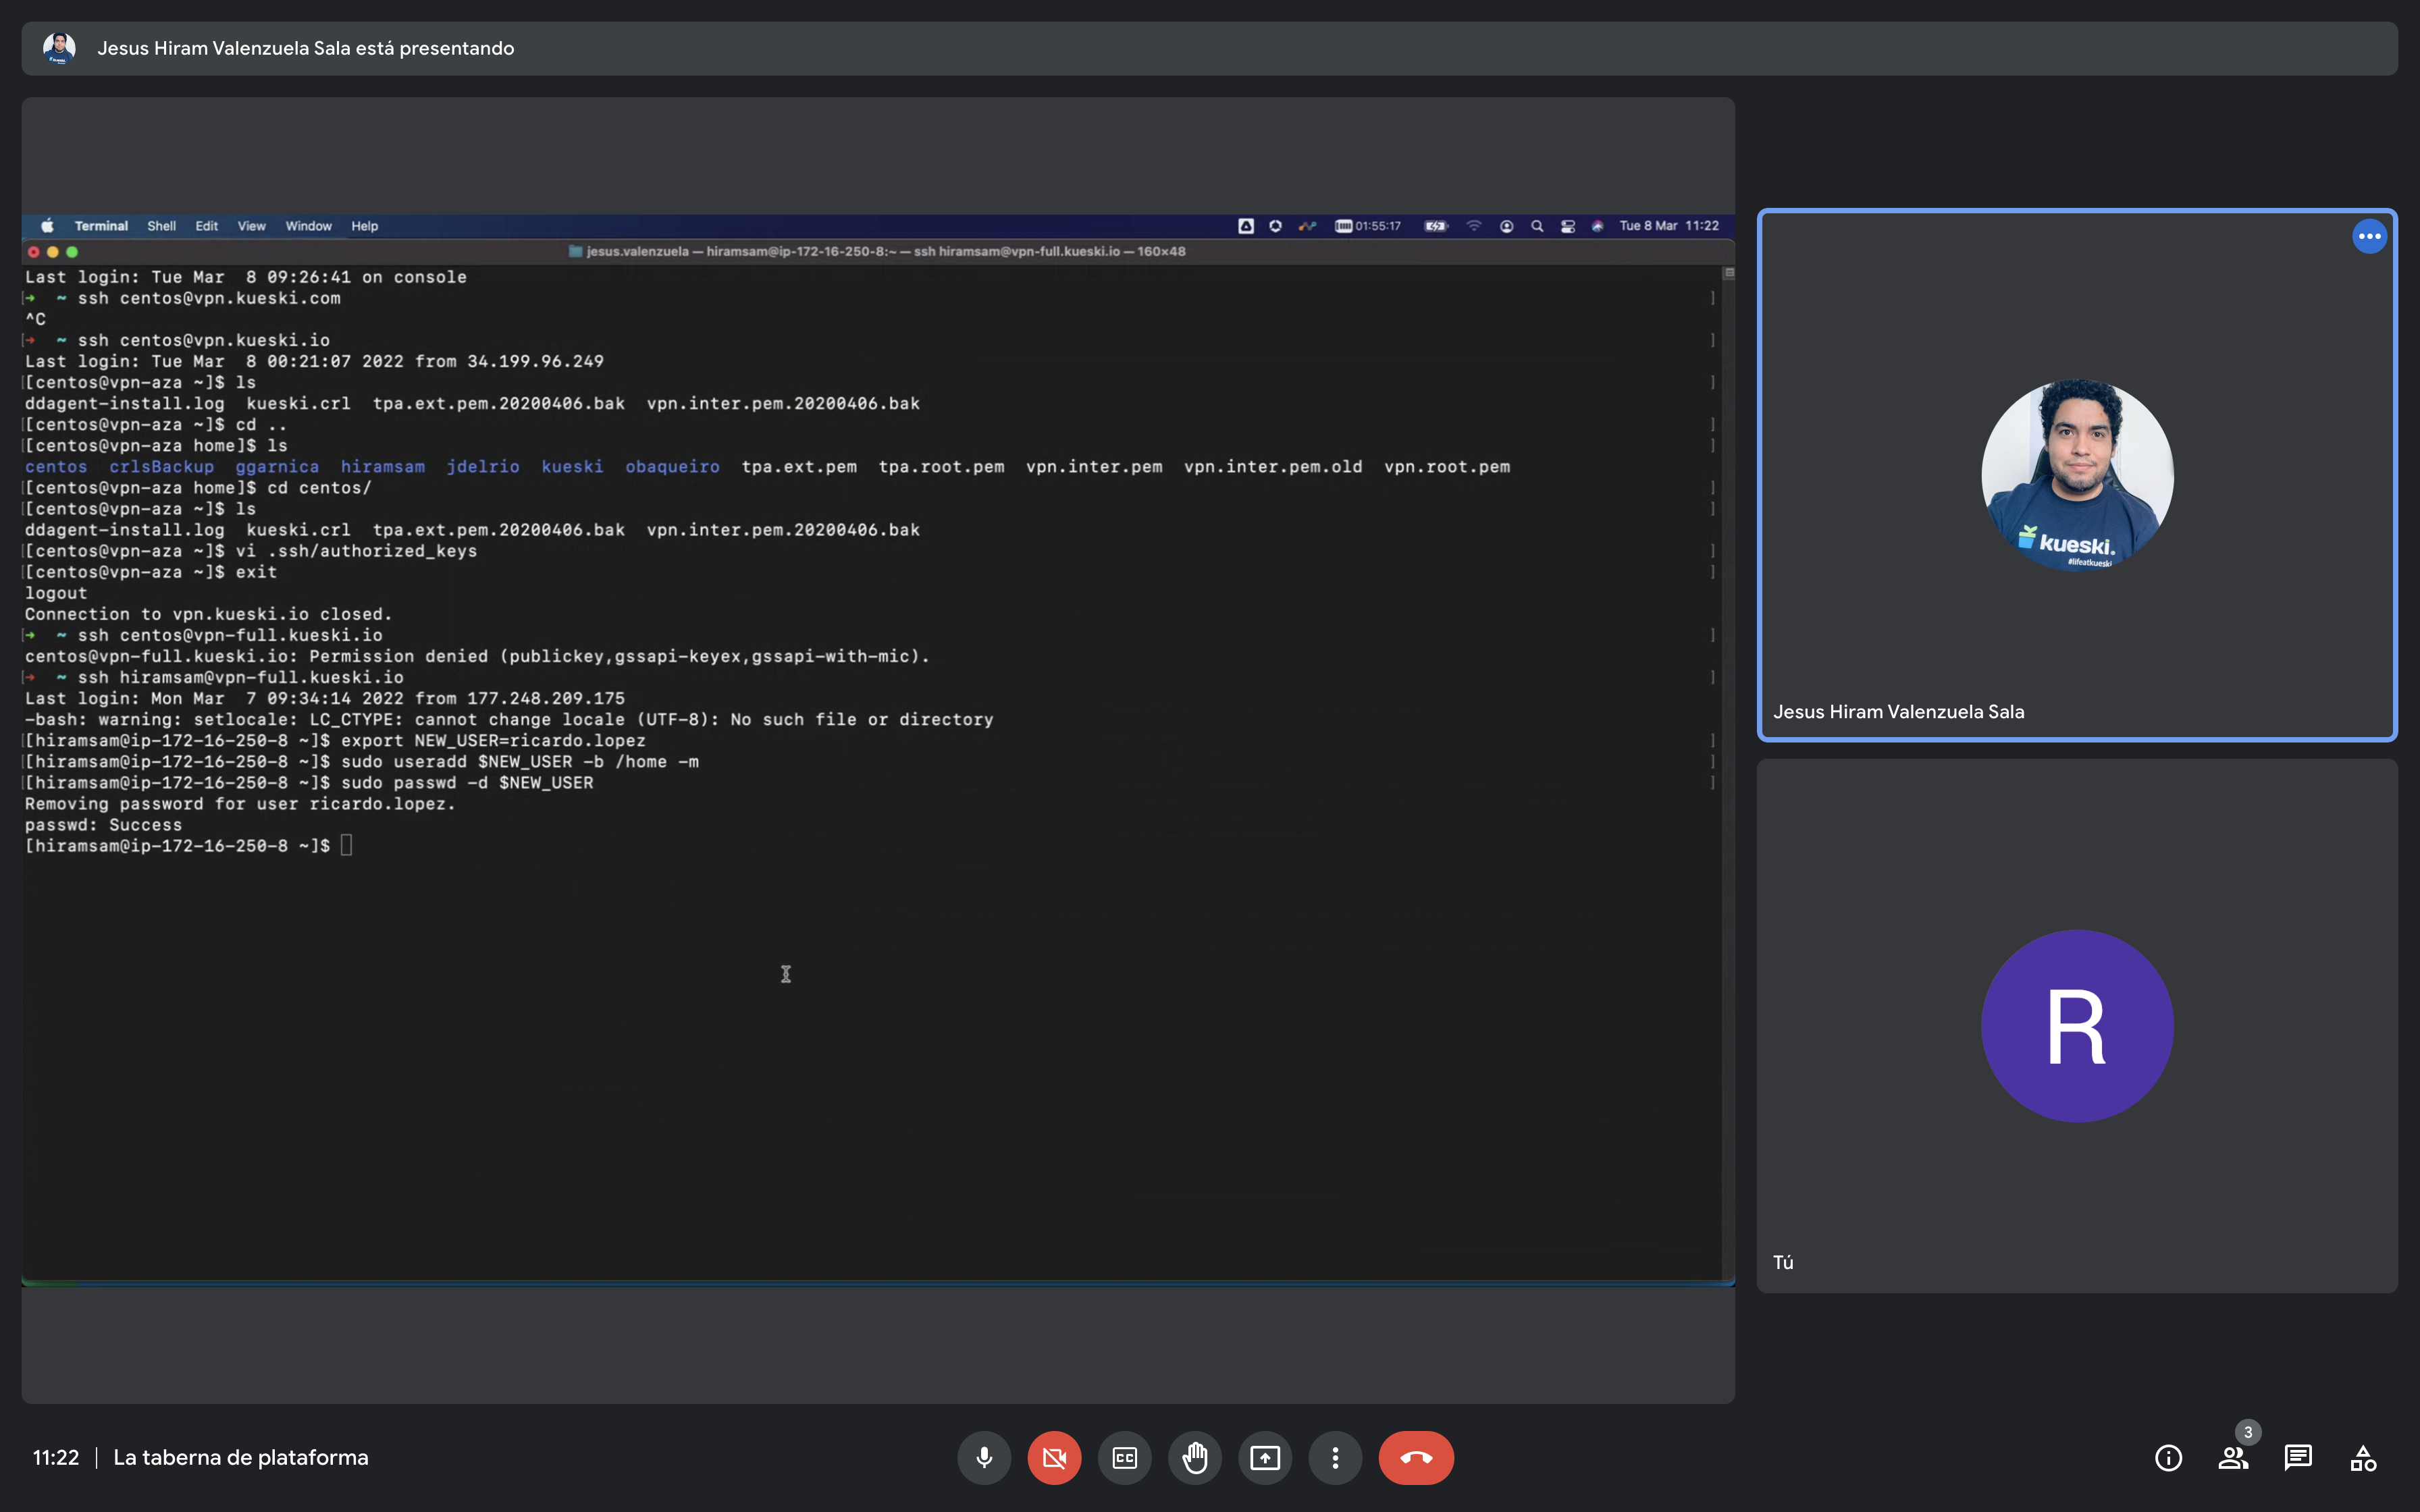 Jesus Hiram Valenzuela Sala está presentando
Terminal Shell Edit View Window Help 01:55:17 Tue 8 Mar 11:22
jesus.valenzuela — hiramsam@ip-172-16-250-8:~ — ssh hiramsam@vpn-full.kueski.io — 160×48
Last login: Tue Mar  8 09:26:41 on console
[➜  ~ ssh centos@vpn.kueski.com ]
^C
[➜  ~ ssh centos@vpn.kueski.io ]
Last login: Tue Mar  8 00:21:07 2022 from 34.199.96.249
[[centos@vpn-aza ~]$ ls ]
ddagent-install.log  kueski.crl  tpa.ext.pem.20200406.bak  vpn.inter.pem.20200406.bak
[[centos@vpn-aza ~]$ cd .. ]
[[centos@vpn-aza home]$ ls ]
centos  crlsBackup  ggarnica  hiramsam  jdelrio  kueski  obaqueiro  tpa.ext.pem  tpa.root.pem  vpn.inter.pem  vpn.inter.pem.old  vpn.root.pem
[[centos@vpn-aza home]$ cd centos/ ]
[[centos@vpn-aza ~]$ ls ]
ddagent-install.log  kueski.crl  tpa.ext.pem.20200406.bak  vpn.inter.pem.20200406.bak
[[centos@vpn-aza ~]$ vi .ssh/authorized_keys ]
[[centos@vpn-aza ~]$ exit ]
logout
Connection to vpn.kueski.io closed.
[➜  ~ ssh centos@vpn-full.kueski.io ]
centos@vpn-full.kueski.io: Permission denied (publickey,gssapi-keyex,gssapi-with-mic).
[➜  ~ ssh hiramsam@vpn-full.kueski.io ]
Last login: Mon Mar  7 09:34:14 2022 from 177.248.209.175
-bash: warning: setlocale: LC_CTYPE: cannot change locale (UTF-8): No such file or directory
[[hiramsam@ip-172-16-250-8 ~]$ export NEW_USER=ricardo.lopez ]
[[hiramsam@ip-172-16-250-8 ~]$ sudo useradd $NEW_USER -b /home -m ]
[[hiramsam@ip-172-16-250-8 ~]$ sudo passwd -d $NEW_USER ]
Removing password for user ricardo.lopez.
passwd: Success
[hiramsam@ip-172-16-250-8 ~]$
kueski.
#lifeatkueski
Jesus Hiram Valenzuela Sala
R
Tú
11:22 | La taberna de plataforma
CC
3